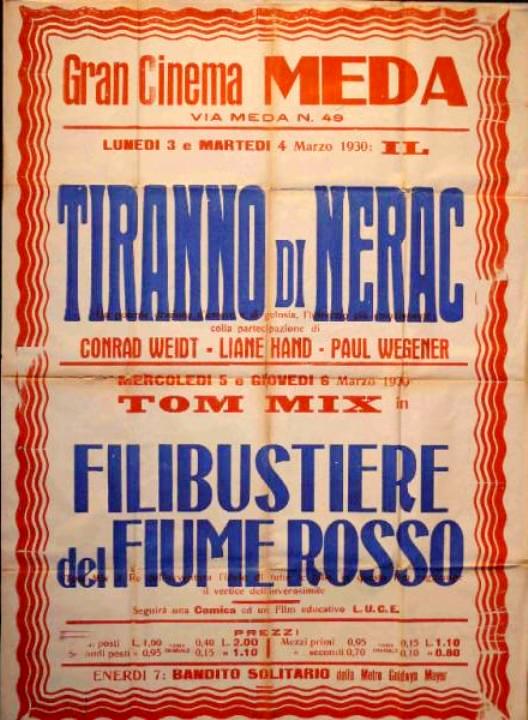 Gran Cinema MEDA
VIA MEDA N. 49
LUNEDI 3 e MARTEDI 4 Marzo 1930: IL
TIRANNO DI NERAC
colla partecipazione di
CONRAD WEIDT - LIANE HAND - PAUL WEGENER
MERCOLEDI 5 e GIOVEDI 6 Marzo 1930
TOM MIX in
FILIBUSTIERE
del FIUME ROSSO
il vertice dell'inverosimile
Seguirà una Comica ed un Film educativo L.U.C.E.
PREZZI
posti L. 0,40 L. 2.00 Mezzi primi 0,95 0,15 L. 1.10
posti » 0,95 0,15 » 1.10 » secondi 0,70 0,10 » 0.80
ENERDI 7: BANDITO SOLITARIO della Metro Goldwyn Mayer